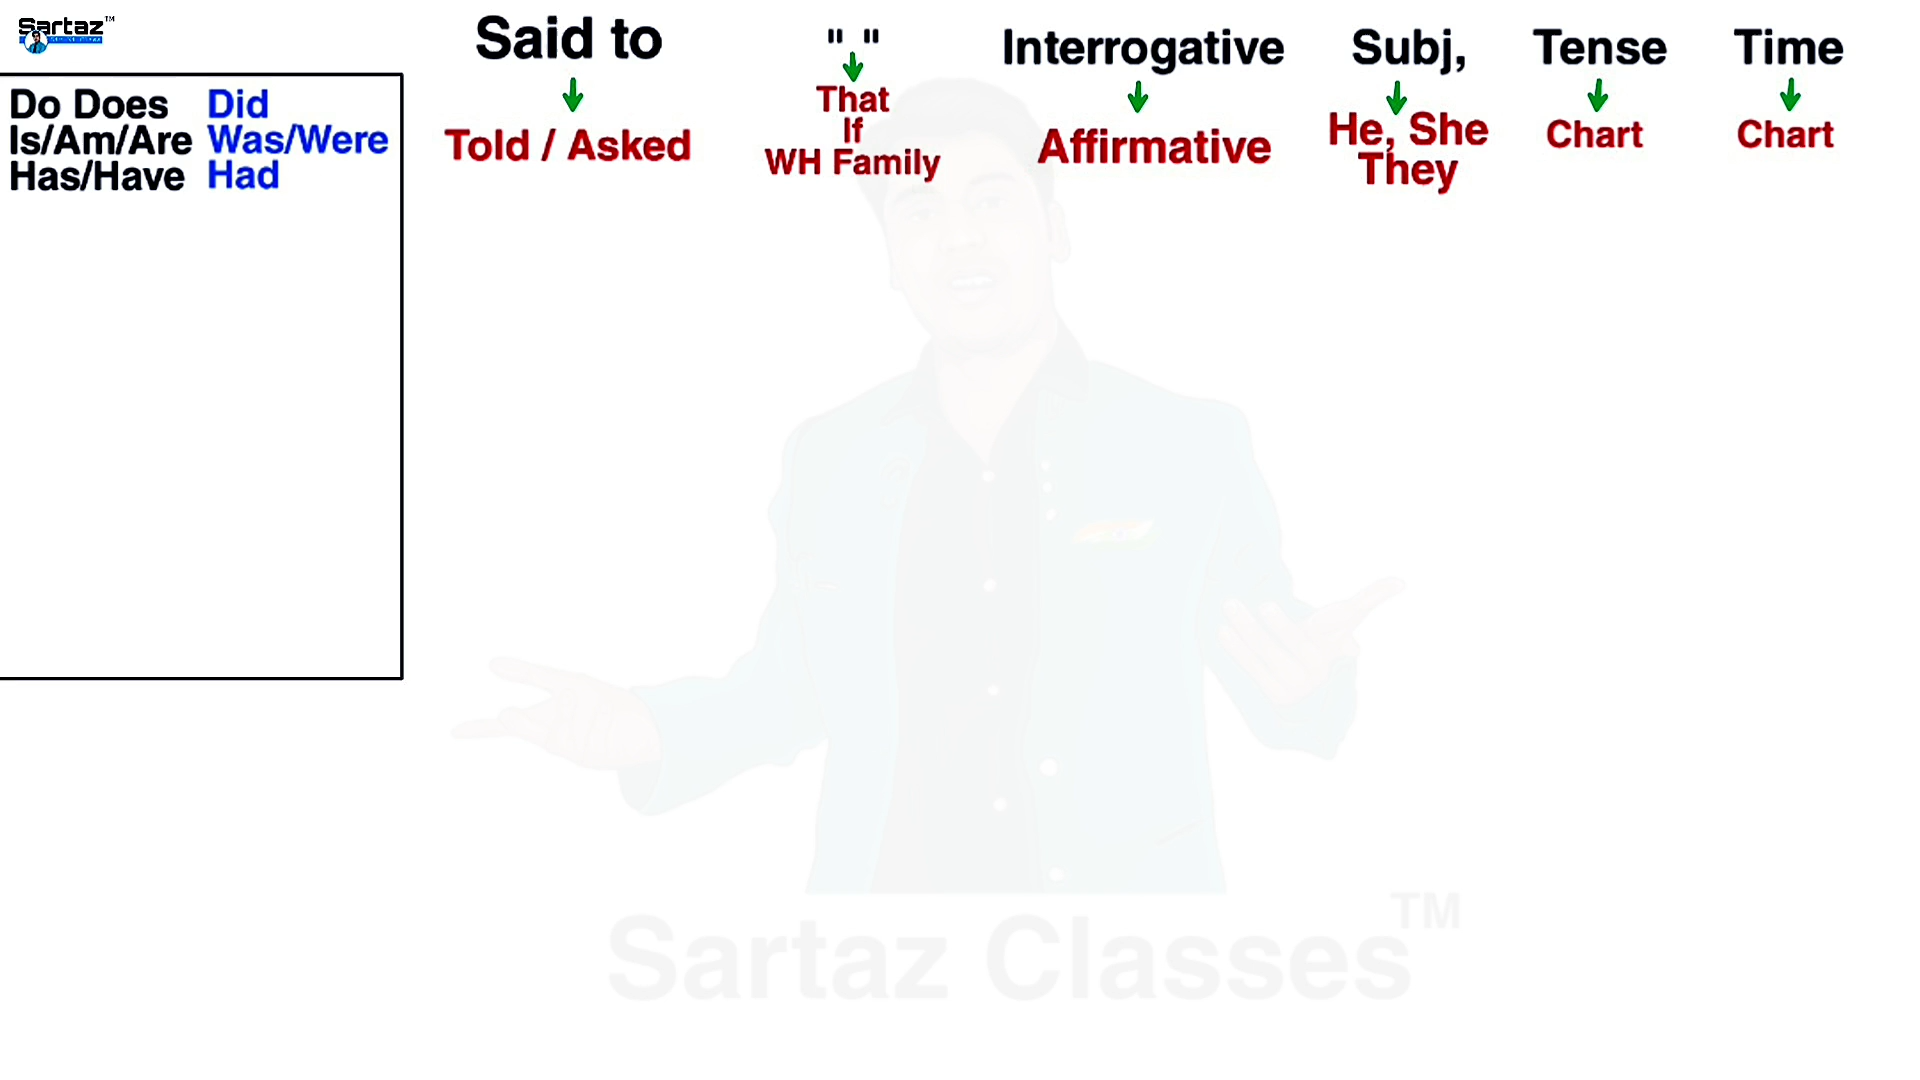 Sartaz™
Said to
" "
Interrogative
Subj,
Tense
Time
Do Does Did
Is/Am/Are Was/Were
Has/Have Had
Told / Asked
That
If
WH Family
Affirmative
He, She
They
Chart
Chart
Sartaz Classes™